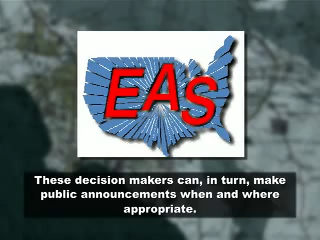 EAS
These decision makers can, in turn, make
public announcements when and where
appropriate.